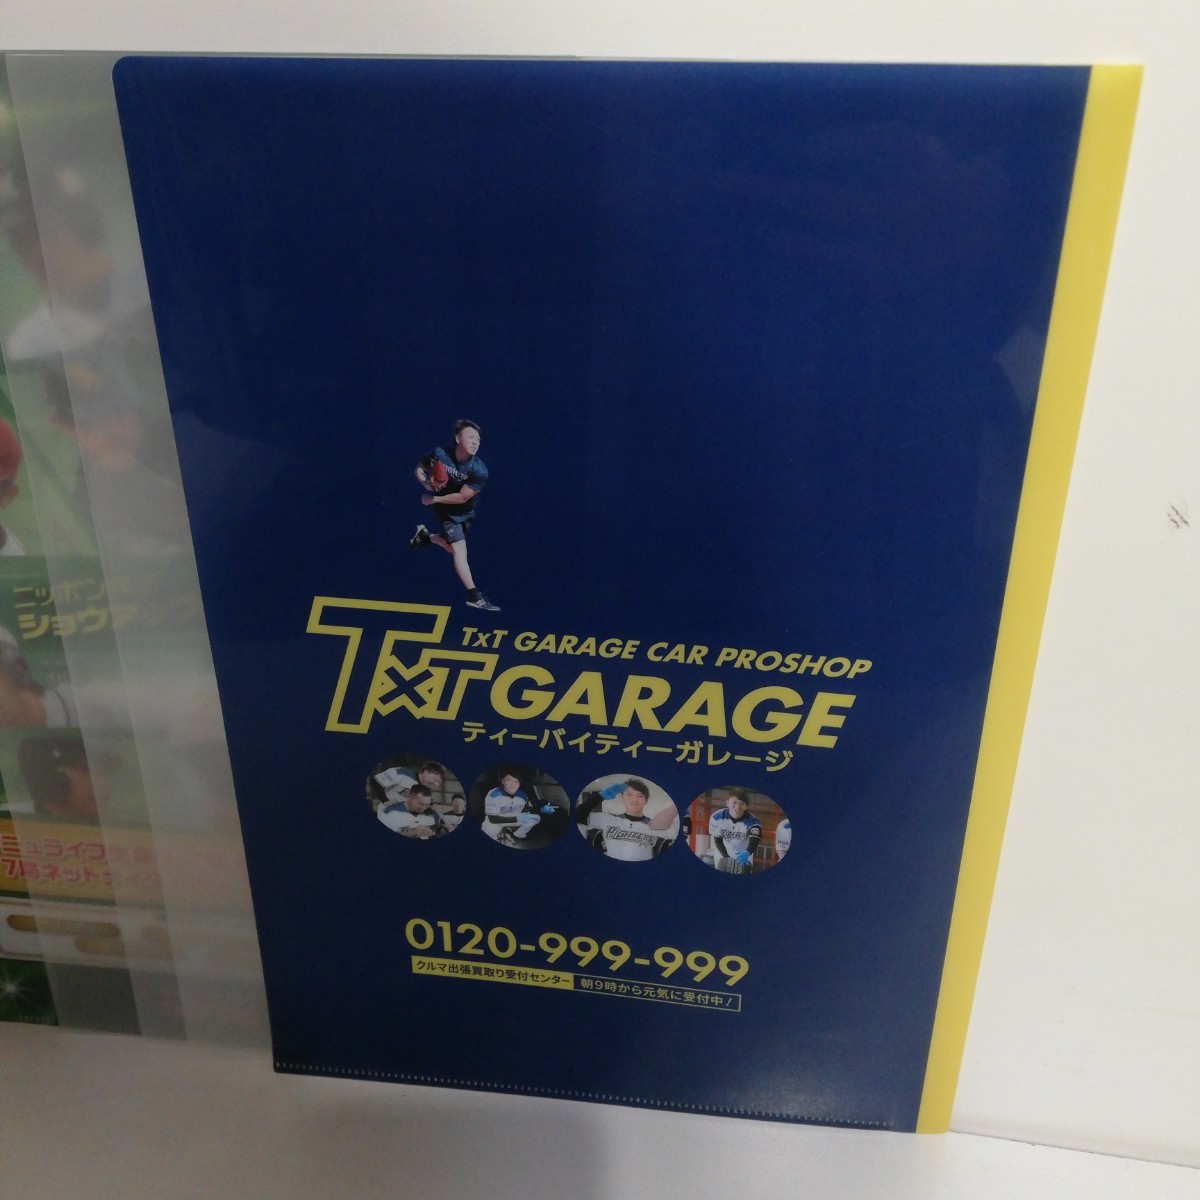 TxT GARAGE CAR PROSHOP
TxT GARAGE
ティーバイティーガレージ
FIGHTERS
0120-999-999
クルマ出張買取り受付センター 朝9時から元気に受付中!
ニッポン
ショウ